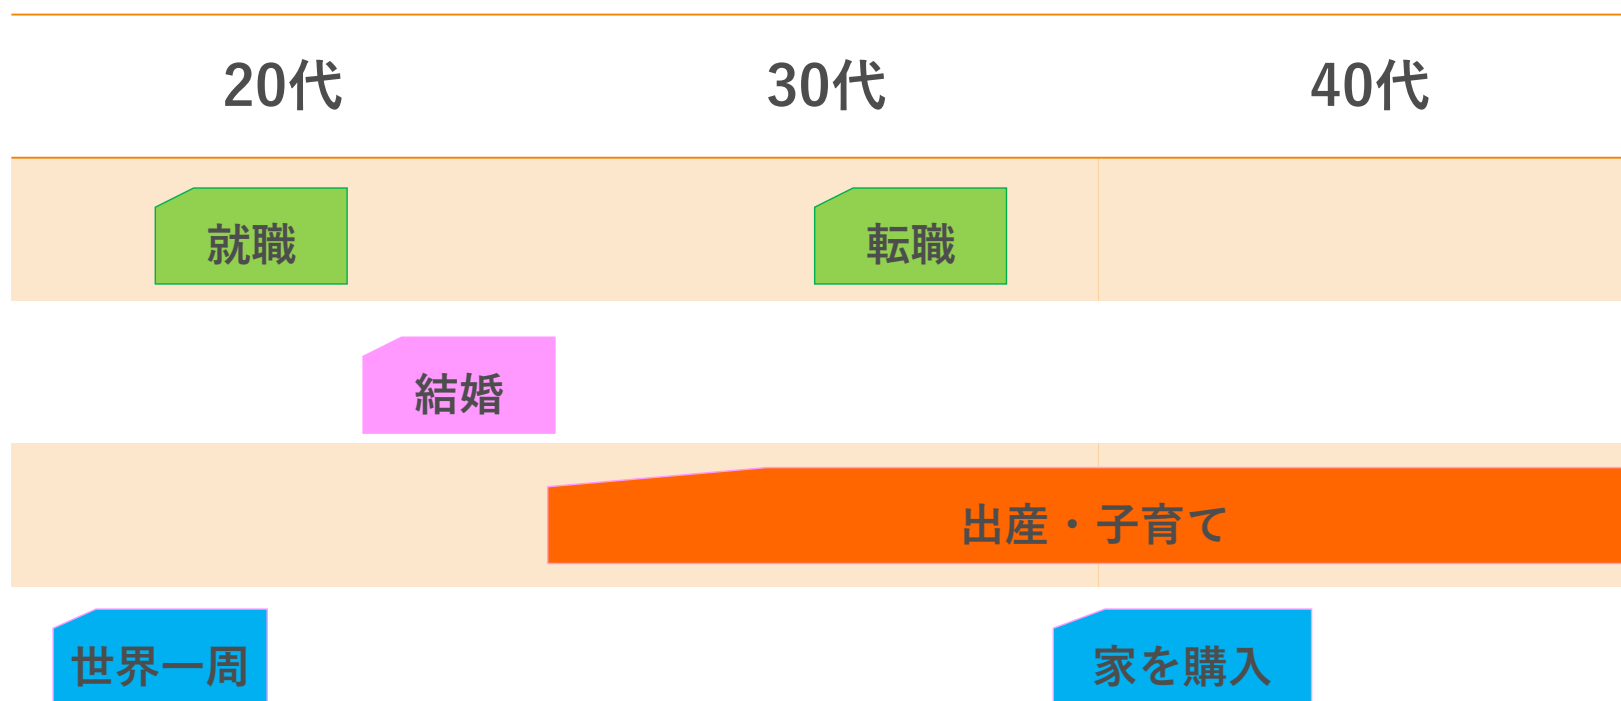 20代 30代 40代
就職 転職
結婚
出産・子育て
世界一周 家を購入